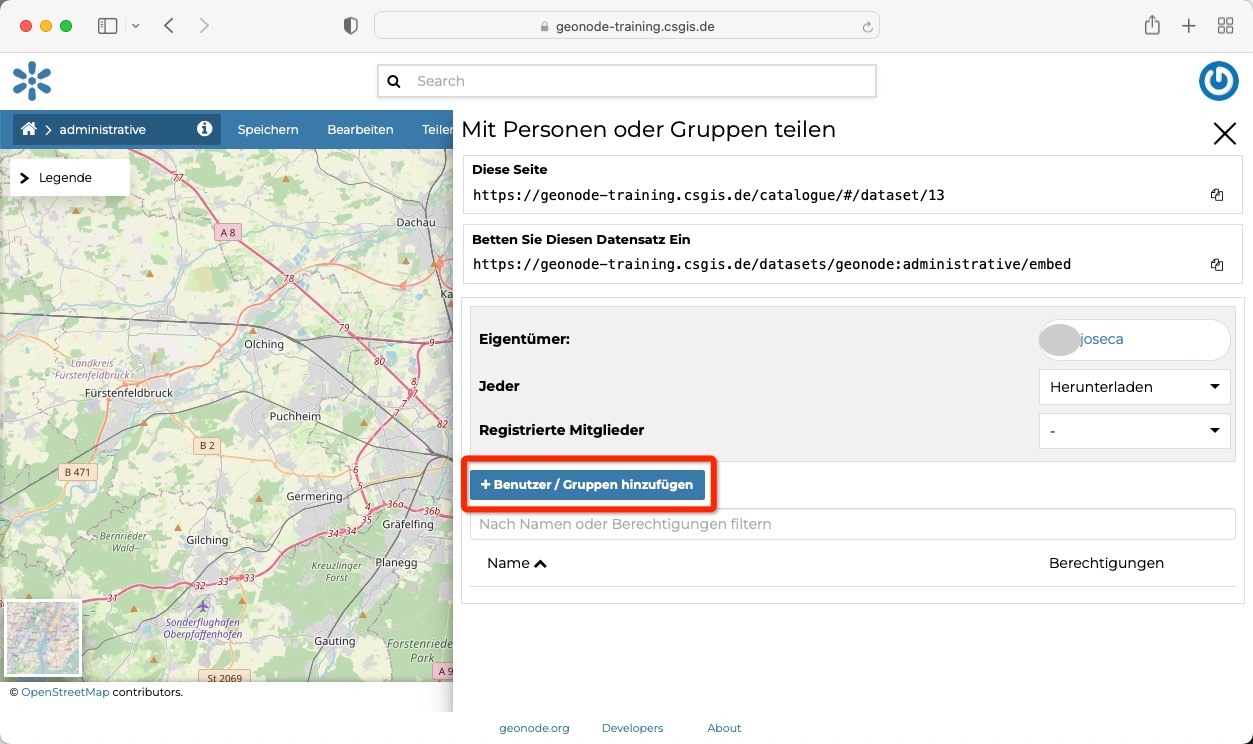 geonode-training.csgis.de
Search
administrative
Speichern
Bearbeiten
Teilen
Legende
Mit Personen oder Gruppen teilen
Diese Seite
https://geonode-training.csgis.de/catalogue/#/dataset/13
Betten Sie Diesen Datensatz Ein
https://geonode-training.csgis.de/datasets/geonode:administrative/embed
Eigentümer:
joseca
Jeder
Herunterladen
Registrierte Mitglieder
-
+ Benutzer / Gruppen hinzufügen
Nach Namen oder Berechtigungen filtern
Name
Berechtigungen
77
Dachau
A 8
78
Ka
79
9
Olching
80
8
Landkreis
Fürstenfeldbruck
Fürstenfeldbruck
7
7
81
Puchheim
82
B 2
6
B 471
5
Germering
4
36a
36b
35
Gräfelfing
34
34
Bernrieder
Wald-
Gilching
Kreuzlinger
Forst
Planegg
32
33
33
31
Sonderflughafen
Oberpfaffenhofen
Gauting
Forstenrieder
Park
St 2069
A 9
© OpenStreetMap contributors.
geonode.org
Developers
About